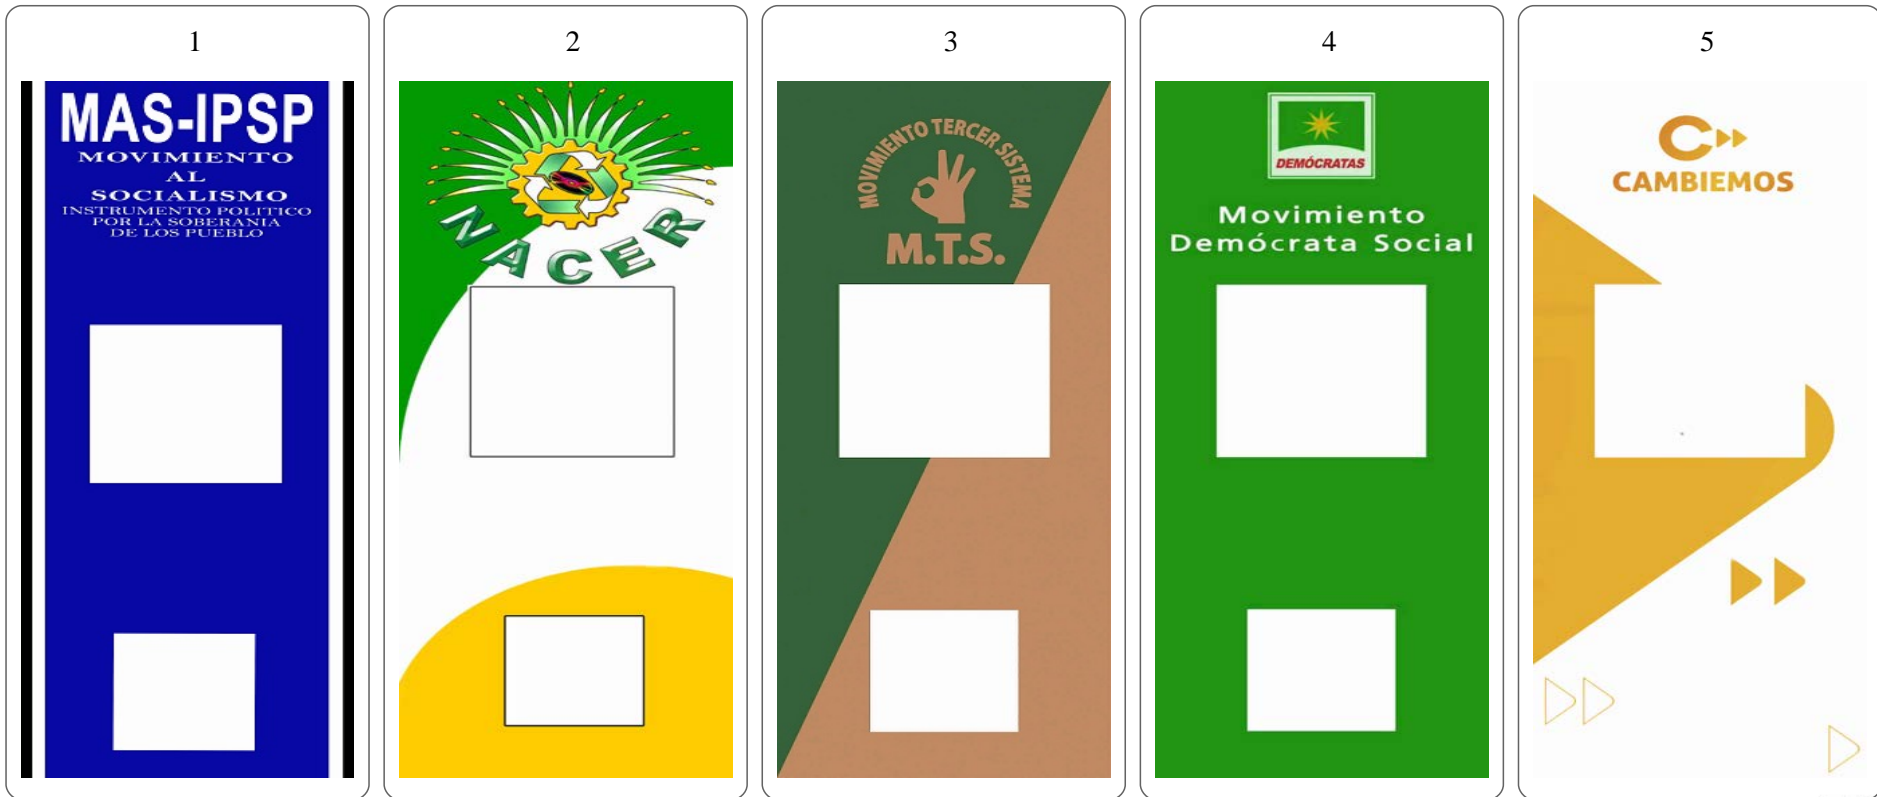 1
MAS-IPSP
MOVIMIENTO
AL
SOCIALISMO
INSTRUMENTO POLITICO
POR LA SOBERANIA
DE LOS PUEBLO
2
NACER
3
MOVIMIENTO TERCER SISTEMA
M.T.S.
4
DEMÓCRATAS
Movimiento
Demócrata Social
5
C
CAMBIEMOS